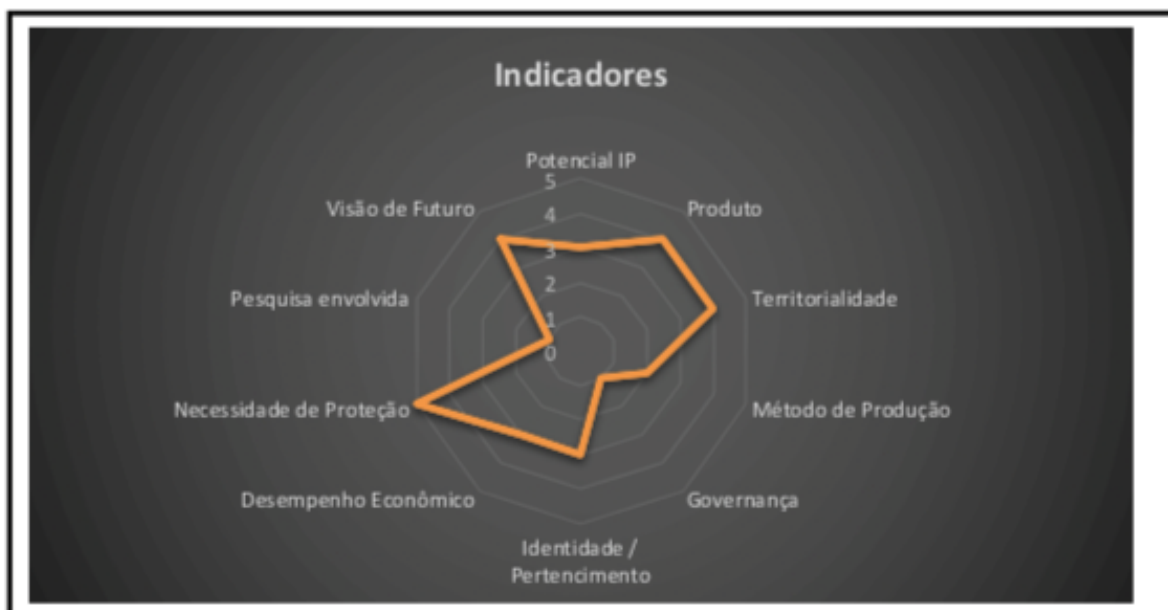 Indicadores
Potencial IP
Produto
Territorialidade
Método de Produção
Governança
Identidade /
Pertencimento
Desempenho Econômico
Necessidade de Proteção
Pesquisa envolvida
Visão de Futuro
5
4
3
2
1
0